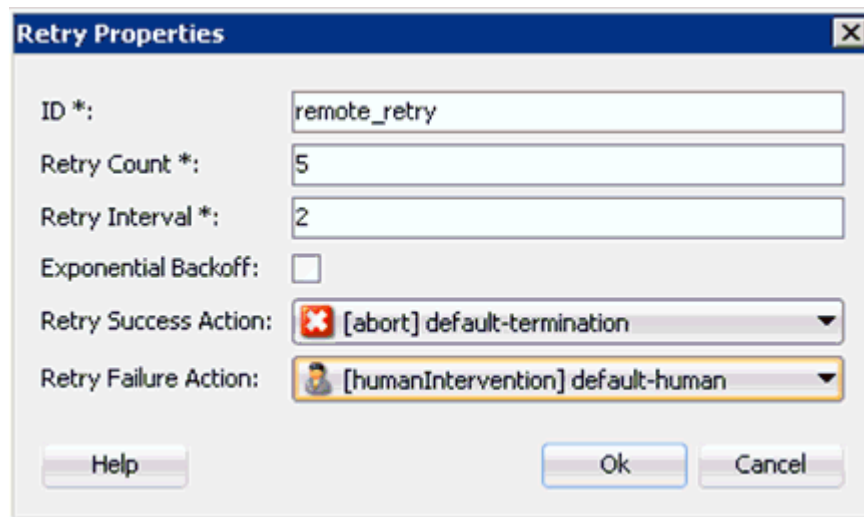 Retry Properties
ID *: remote_retry
Retry Count *: 5
Retry Interval *: 2
Exponential Backoff:
Retry Success Action: [abort] default-termination
Retry Failure Action: [humanIntervention] default-human
Help Ok Cancel